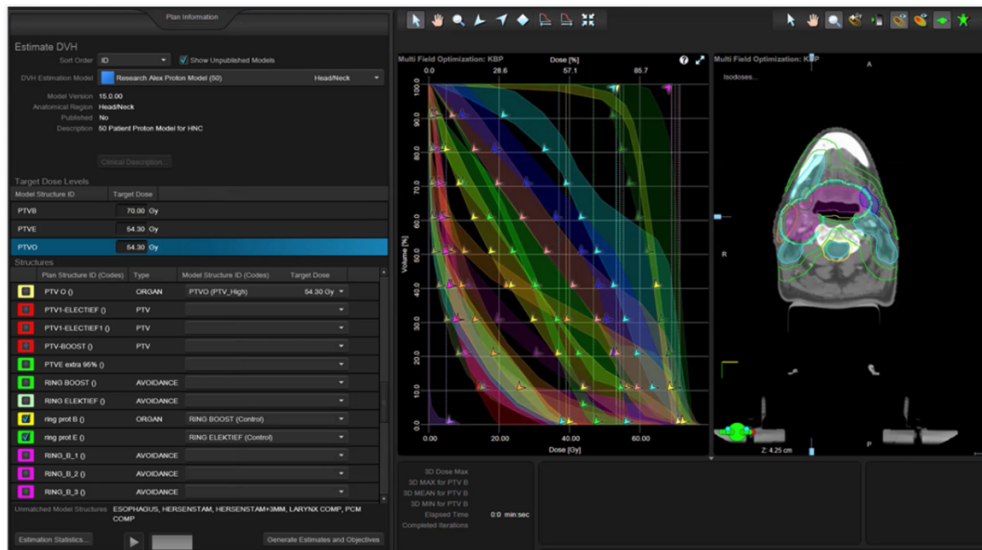 Plan Information
Estimate DVH
Sort Order ID Show Unpublished Models
DVH Estimation Model Research Alex Proton Model (50) Head/Neck
Model Version 15.0.00
Anatomical Region Head/Neck
Published No
Description 50 Patient Proton Model for HNC
Clinical Description...
Target Dose Levels
Model Structure ID Target Dose
PTVB 70.00 Gy
PTVE 54.30 Gy
PTVO 54.30 Gy
Structures
Plan Structure ID (Codes) Type Model Structure ID (Codes) Target Dose
PTV O () ORGAN PTVO (PTV_High) 54.30 Gy
PTV1-ELECTIEF () PTV
PTV1-ELECTIEF1 () PTV
PTV-BOOST () PTV
PTVE extra 95% ()
RING BOOST () AVOIDANCE
RING ELEKTIEF () AVOIDANCE
ring prot B () ORGAN RING BOOST (Control)
ring prot E () RING ELEKTIEF (Control)
RING_B_1 () AVOIDANCE
RING_B_2 () AVOIDANCE
RING_B_3 () AVOIDANCE
Unmatched Model Structures ESOPHAGUS, HERSENSTAM, HERSENSTAM+3MM, LARYNX COMP, PCM
COMP
Estimation Statistics... Generate Estimates and Objectives
Multi Field Optimization: KBP
Dose [%]
0.0 28.6 57.1 85.7
100.0
90.0
80.0
70.0
60.0
50.0
40.0
30.0
20.0
10.0
0.0
Volume [%]
0.00 20.00 40.00 60.00
Dose [Gy]
3D Dose Max
3D MAX for PTV B
3D MEAN for PTV B
3D MIN for PTV B
Elapsed Time 0:0 min:sec
Completed Iterations
Multi Field Optimization: KBP
Isodoses...
A
R
P
Z: 4.25 cm